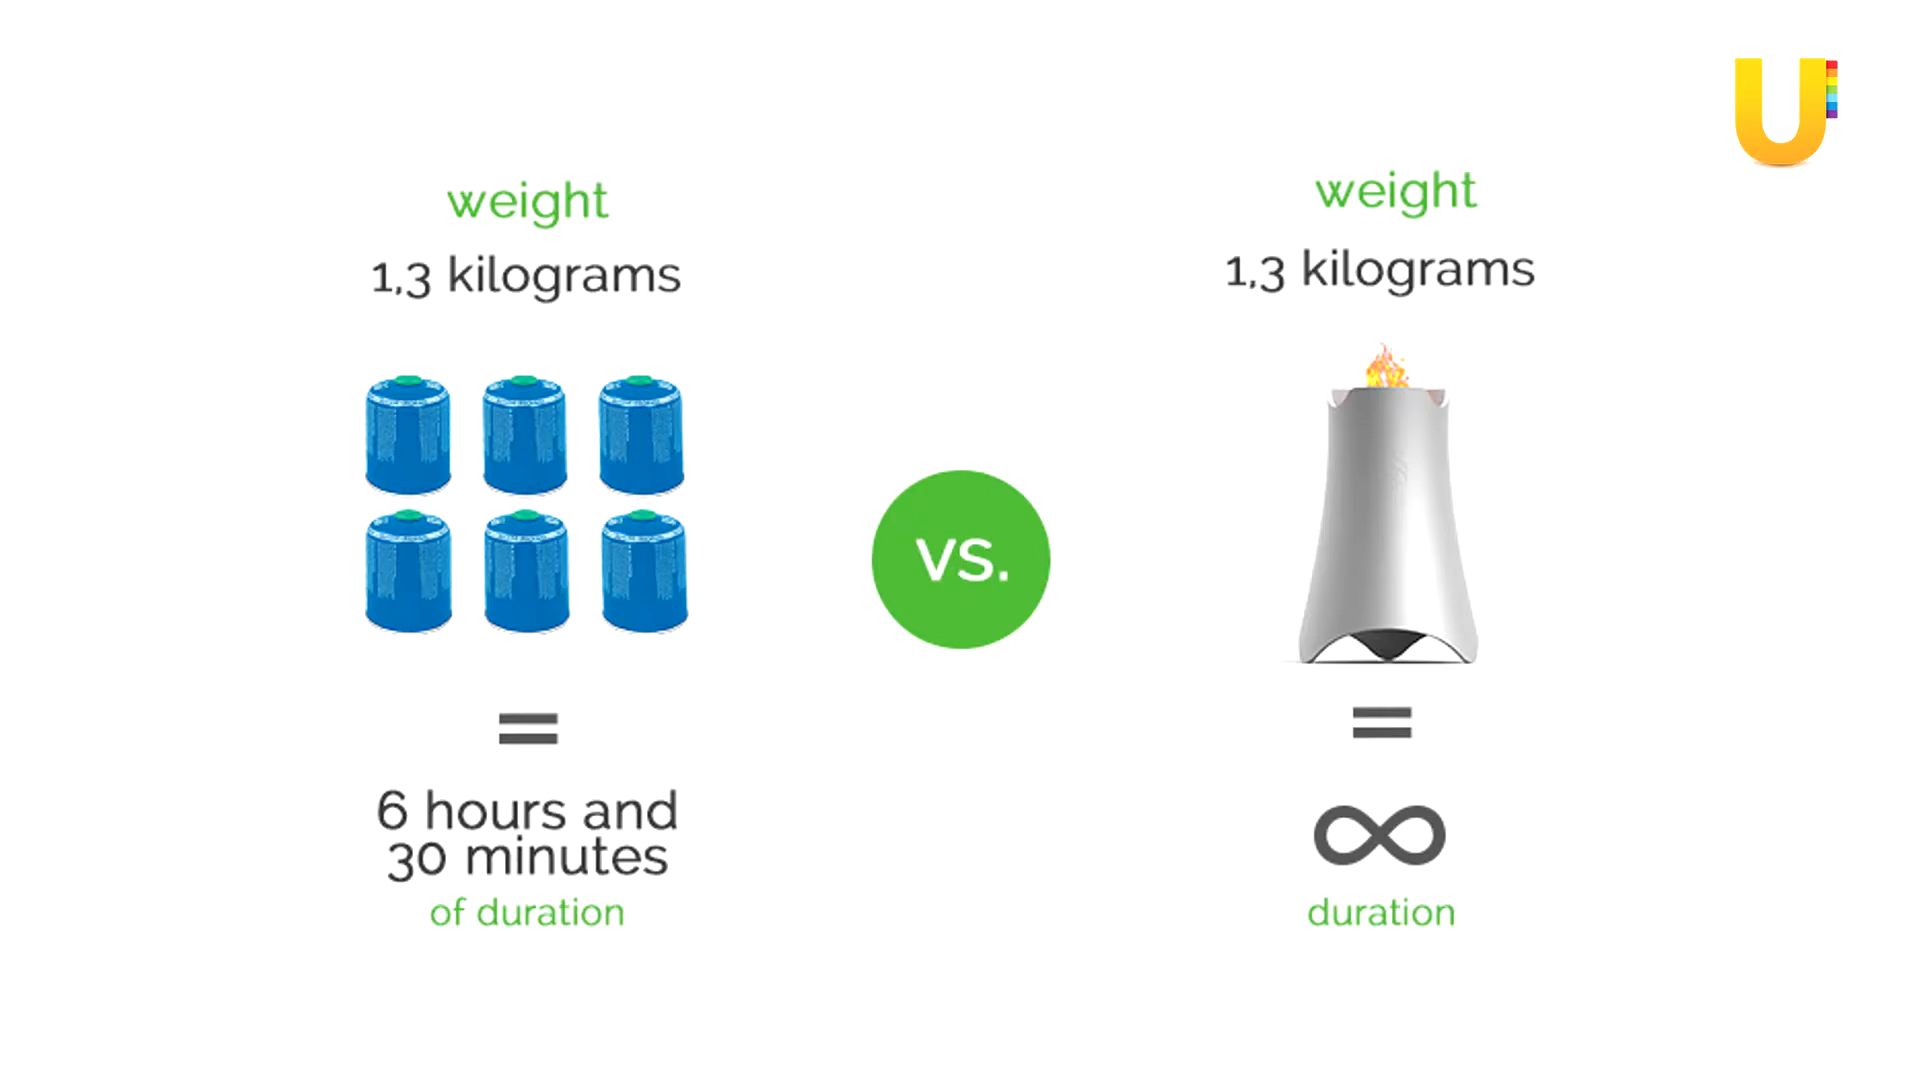 weight
1,3 kilograms
=
6 hours and
30 minutes
of duration
vs.
weight
1,3 kilograms
=
∞
duration
U